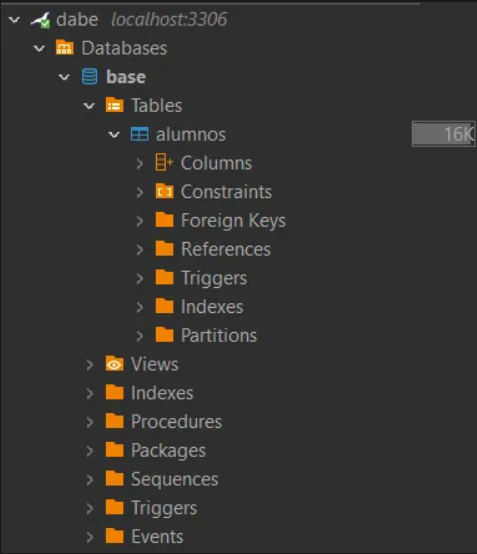 dabe localhost:3306
Databases
base
Tables
alumnos 16K
Columns
Constraints
Foreign Keys
References
Triggers
Indexes
Partitions
Views
Indexes
Procedures
Packages
Sequences
Triggers
Events